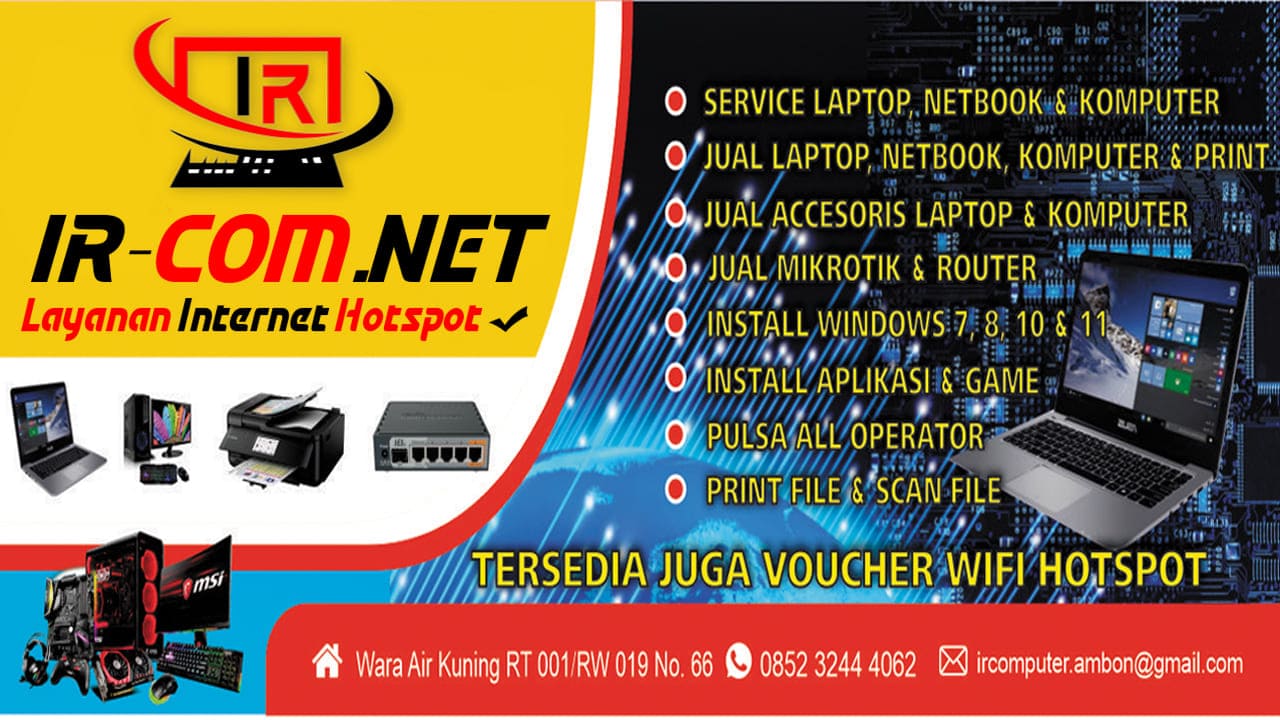 IR
IR-COM.NET
Layanan Internet Hotspot
SERVICE LAPTOP, NETBOOK & KOMPUTER
JUAL LAPTOP, NETBOOK, KOMPUTER & PRINT
JUAL ACCESORIS LAPTOP & KOMPUTER
JUAL MIKROTIK & ROUTER
INSTALL WINDOWS 7, 8, 10 & 11
INSTALL APLIKASI & GAME
PULSA ALL OPERATOR
PRINT FILE & SCAN FILE
TERSEDIA JUGA VOUCHER WIFI HOTSPOT
msi
Wara Air Kuning RT 001/RW 019 No. 66
0852 3244 4062
ircomputer.ambon@gmail.com